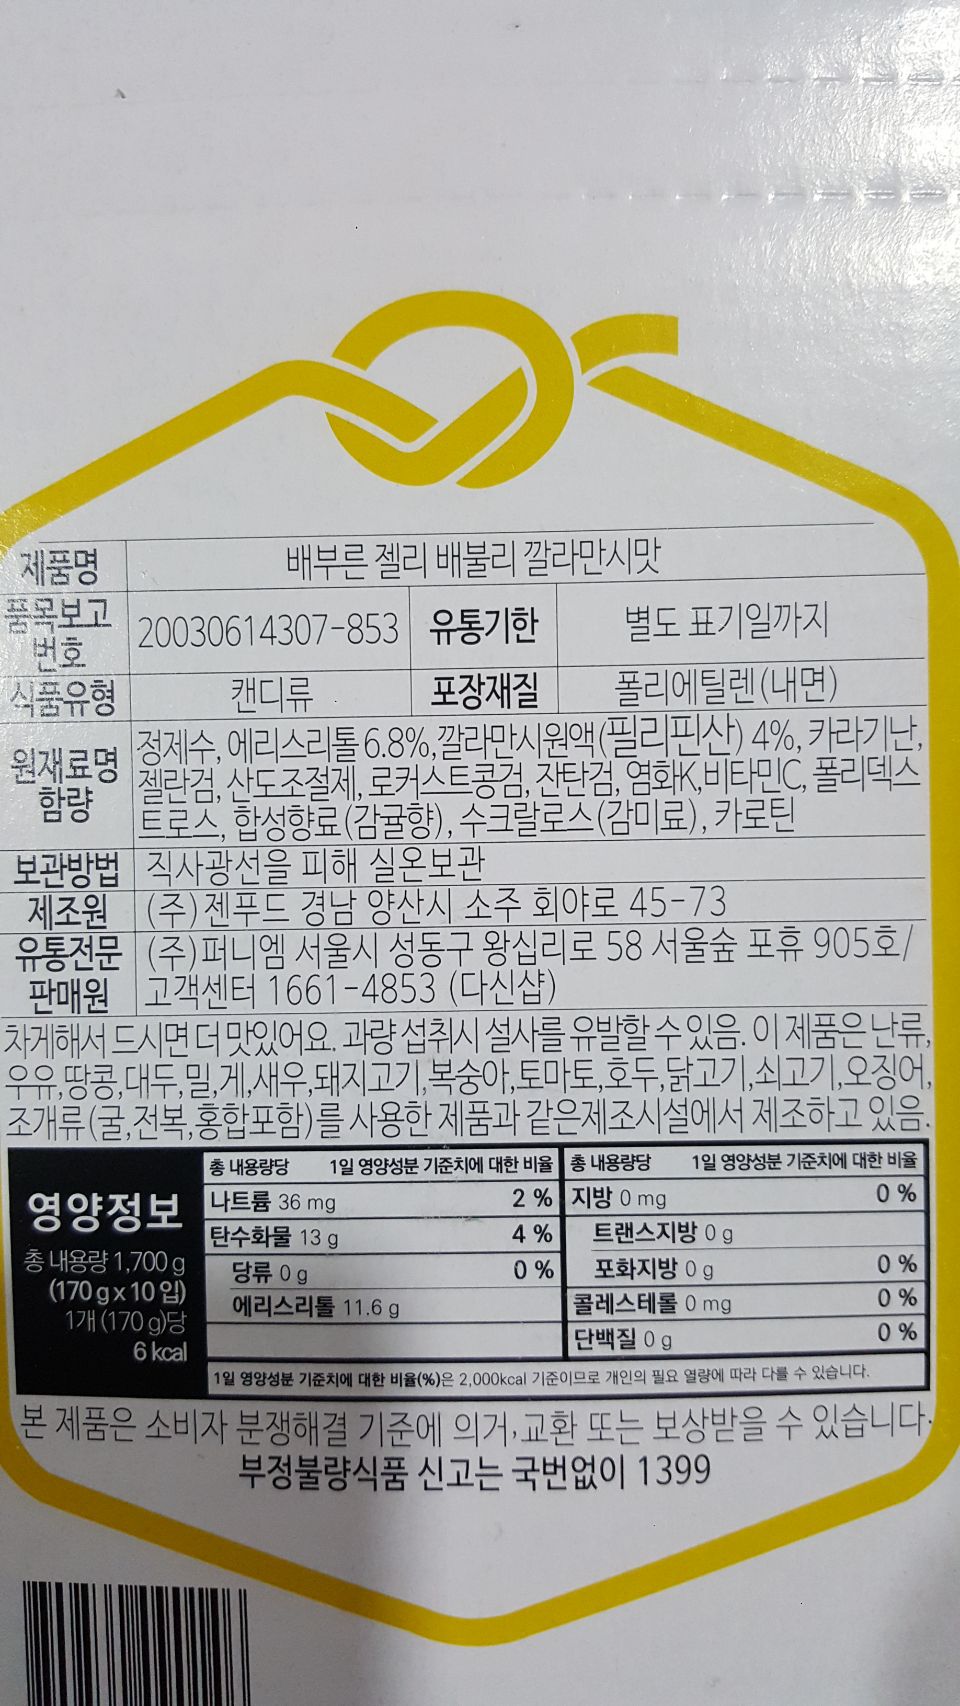 제품명 배부른 젤리 배불리 깔라만시맛
품목보고번호 20030614307-853 유통기한 별도 표기일까지
식품유형 캔디류 포장재질 폴리에틸렌(내면)
원재료명 함량 정제수, 에리스리톨 6.8%, 깔라만시원액(필리핀산) 4%, 카라기난,
젤란검, 산도조절제, 로커스트콩검, 잔탄검, 염화K, 비타민C, 폴리덱스
트로스, 합성향료(감귤향), 수크랄로스(감미료), 카로틴
보관방법 직사광선을 피해 실온보관
제조원 (주)젠푸드 경남 양산시 소주 회야로 45-73
유통전문판매원 (주)퍼니엠 서울시 성동구 왕십리로 58 서울숲 포휴 905호/
고객센터 1661-4853 (다신샵)
차게해서 드시면 더 맛있어요. 과량 섭취시 설사를 유발할 수 있음. 이 제품은 난류,
우유,땅콩,대두,밀,게,새우,돼지고기,복숭아,토마토,호두,닭고기,쇠고기,오징어,
조개류(굴,전복,홍합포함)를 사용한 제품과 같은제조시설에서 제조하고 있음.
영양정보
총 내용량 1,700 g
(170 g x 10 입)
1개 (170 g)당
6 kcal
총 내용량당 1일 영양성분 기준치에 대한 비율
나트륨 36 mg 2 %
탄수화물 13 g 4 %
당류 0 g 0 %
에리스리톨 11.6 g
총 내용량당 1일 영양성분 기준치에 대한 비율
지방 0 mg 0 %
트랜스지방 0 g
포화지방 0 g 0 %
콜레스테롤 0 mg 0 %
단백질 0 g 0 %
1일 영양성분 기준치에 대한 비율(%)은 2,000kcal 기준이므로 개인의 필요 열량에 따라 다를 수 있습니다.
본 제품은 소비자 분쟁해결 기준에 의거, 교환 또는 보상받을 수 있습니다.
부정불량식품 신고는 국번없이 1399